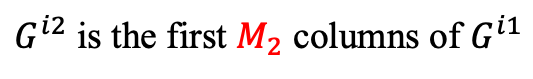 G^{i2} is the first M_2 columns of G^{i1}